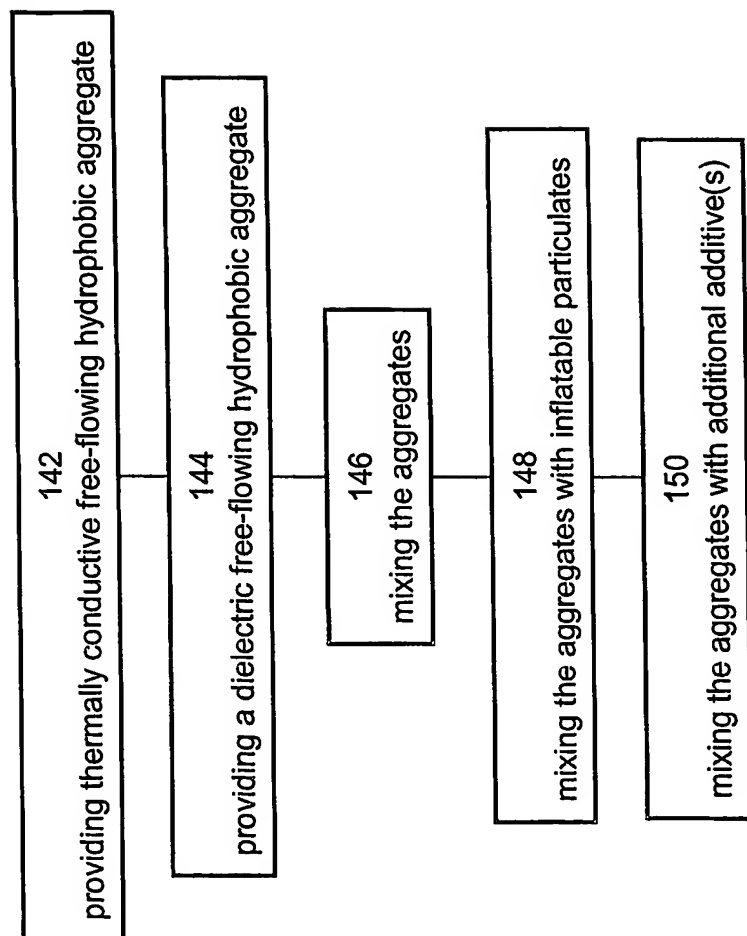 142
providing thermally conductive free-flowing hydrophobic aggregate
144
providing a dielectric free-flowing hydrophobic aggregate
146
mixing the aggregates
148
mixing the aggregates with inflatable particulates
150
mixing the aggregates with additional additive(s)